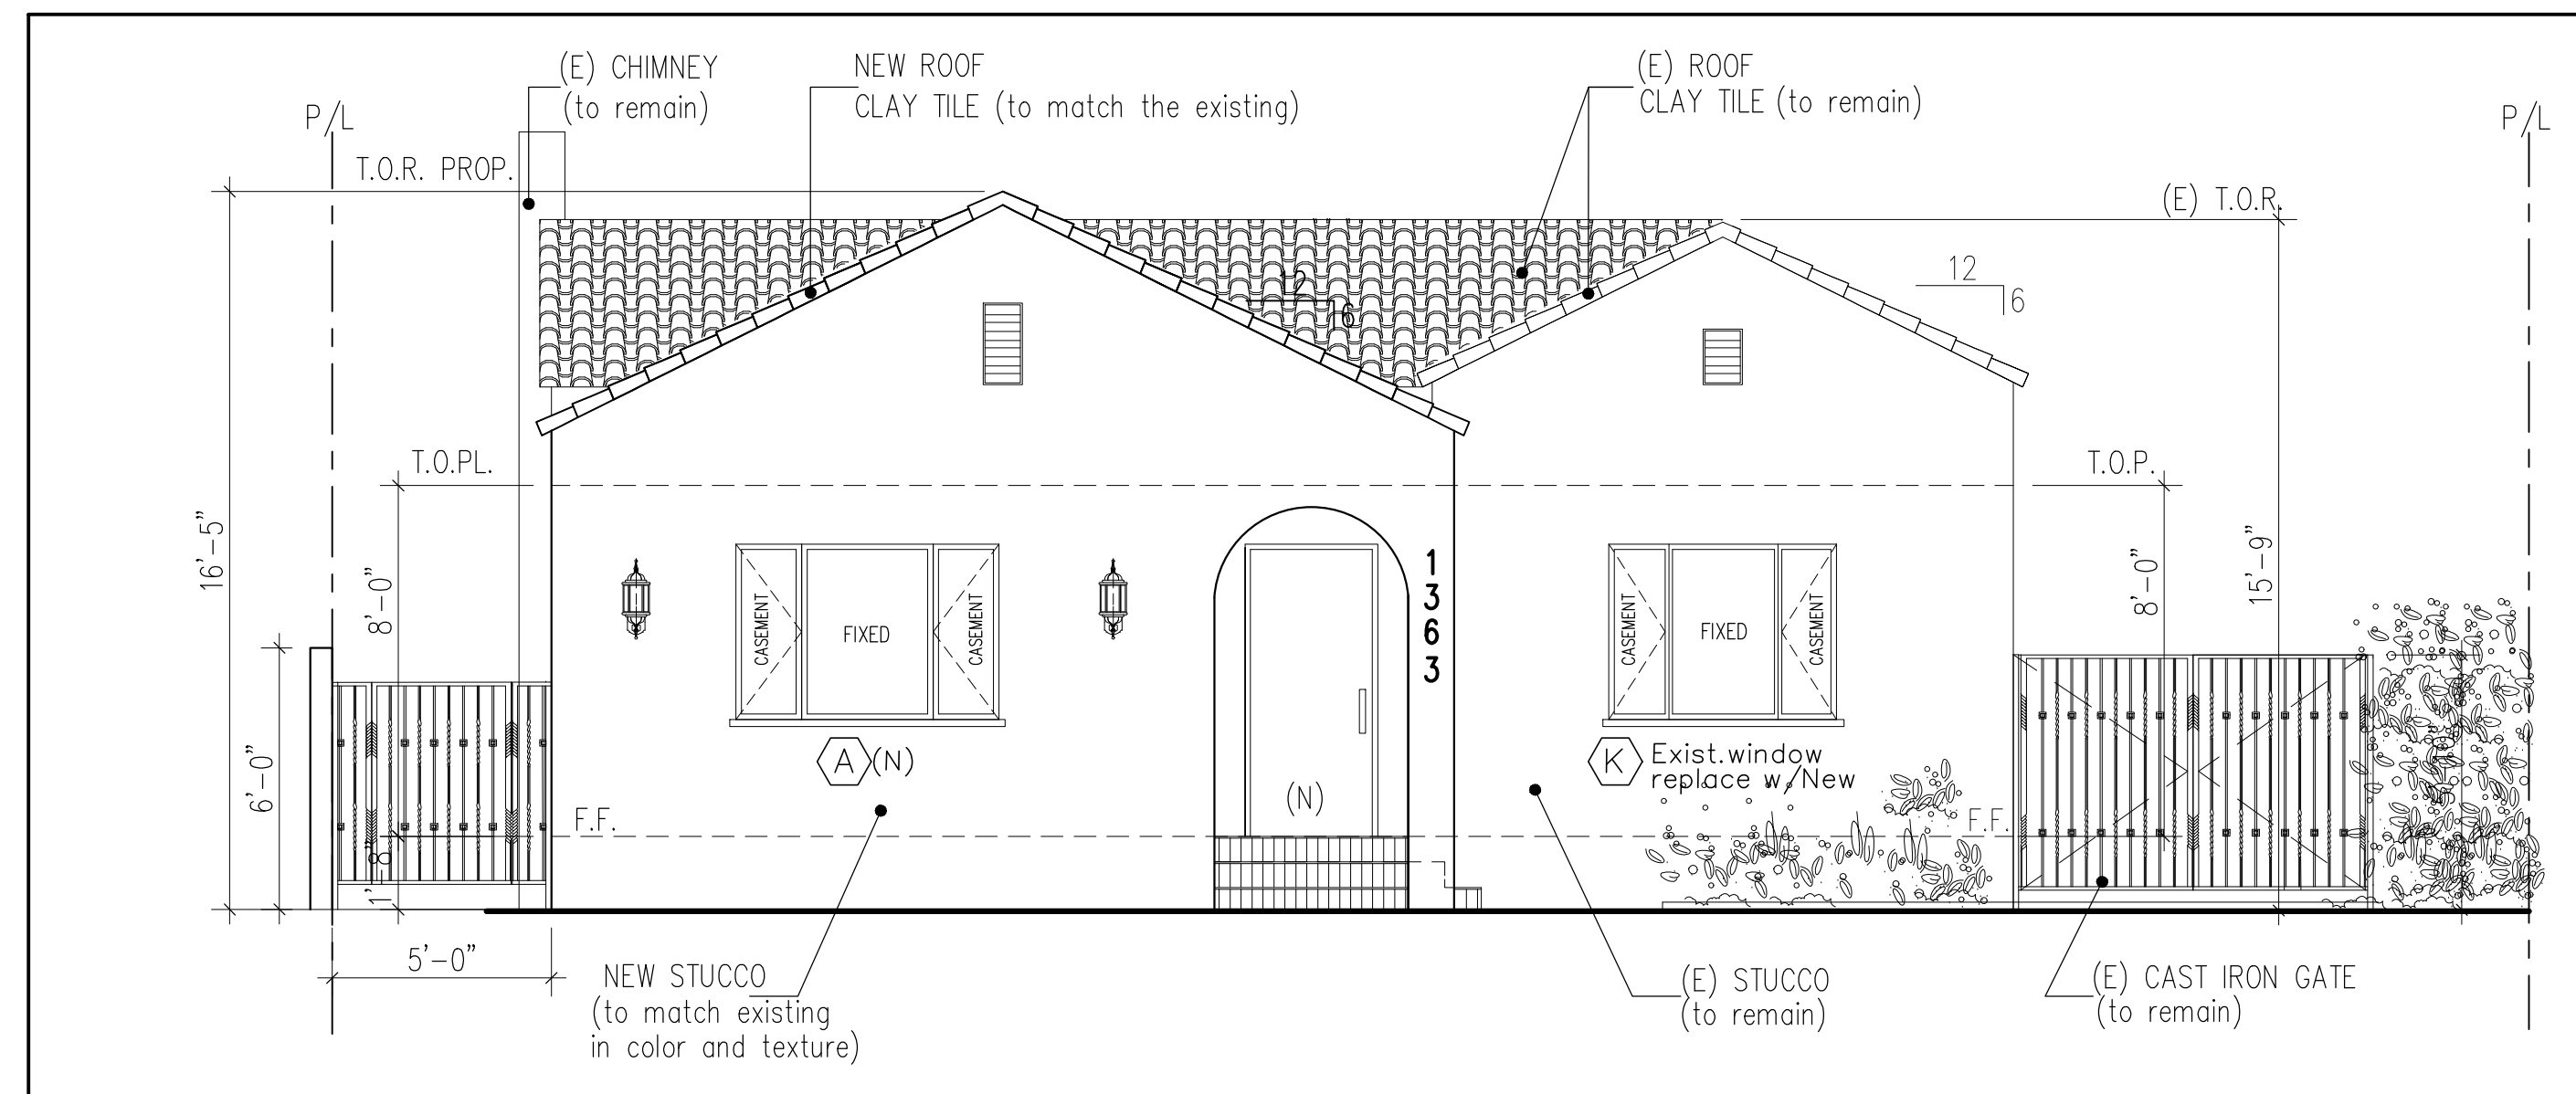 (E) CHIMNEY
(to remain)
NEW ROOF
CLAY TILE (to match the existing)
(E) ROOF
CLAY TILE (to remain)
P/L
P/L
T.O.R. PROP.
(E) T.O.R.
12
6
12
6
T.O.PL.
T.O.P.
16'-5"
8'-0"
6'-0"
1'-8"
5'-0"
CASEMENT
FIXED
CASEMENT
1
3
6
3
CASEMENT
FIXED
CASEMENT
8'-0"
15'-9"
A (N)
(N)
K Exist.window
replace w/New
F.F.
F.F.
NEW STUCCO
(to match existing
in color and texture)
(E) STUCCO
(to remain)
(E) CAST IRON GATE
(to remain)